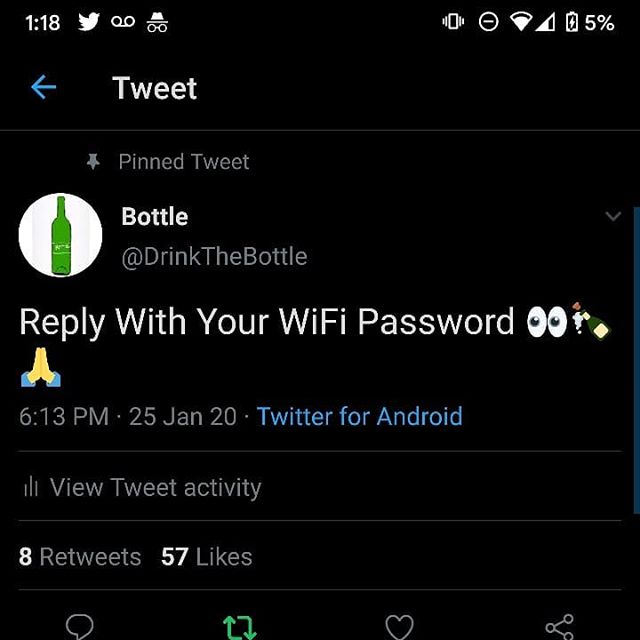 1:18 5%
Tweet
Pinned Tweet
Bottle
@DrinkTheBottle
Reply With Your WiFi Password 👀🍾
🙏
6:13 PM · 25 Jan 20 · Twitter for Android
View Tweet activity
8 Retweets 57 Likes